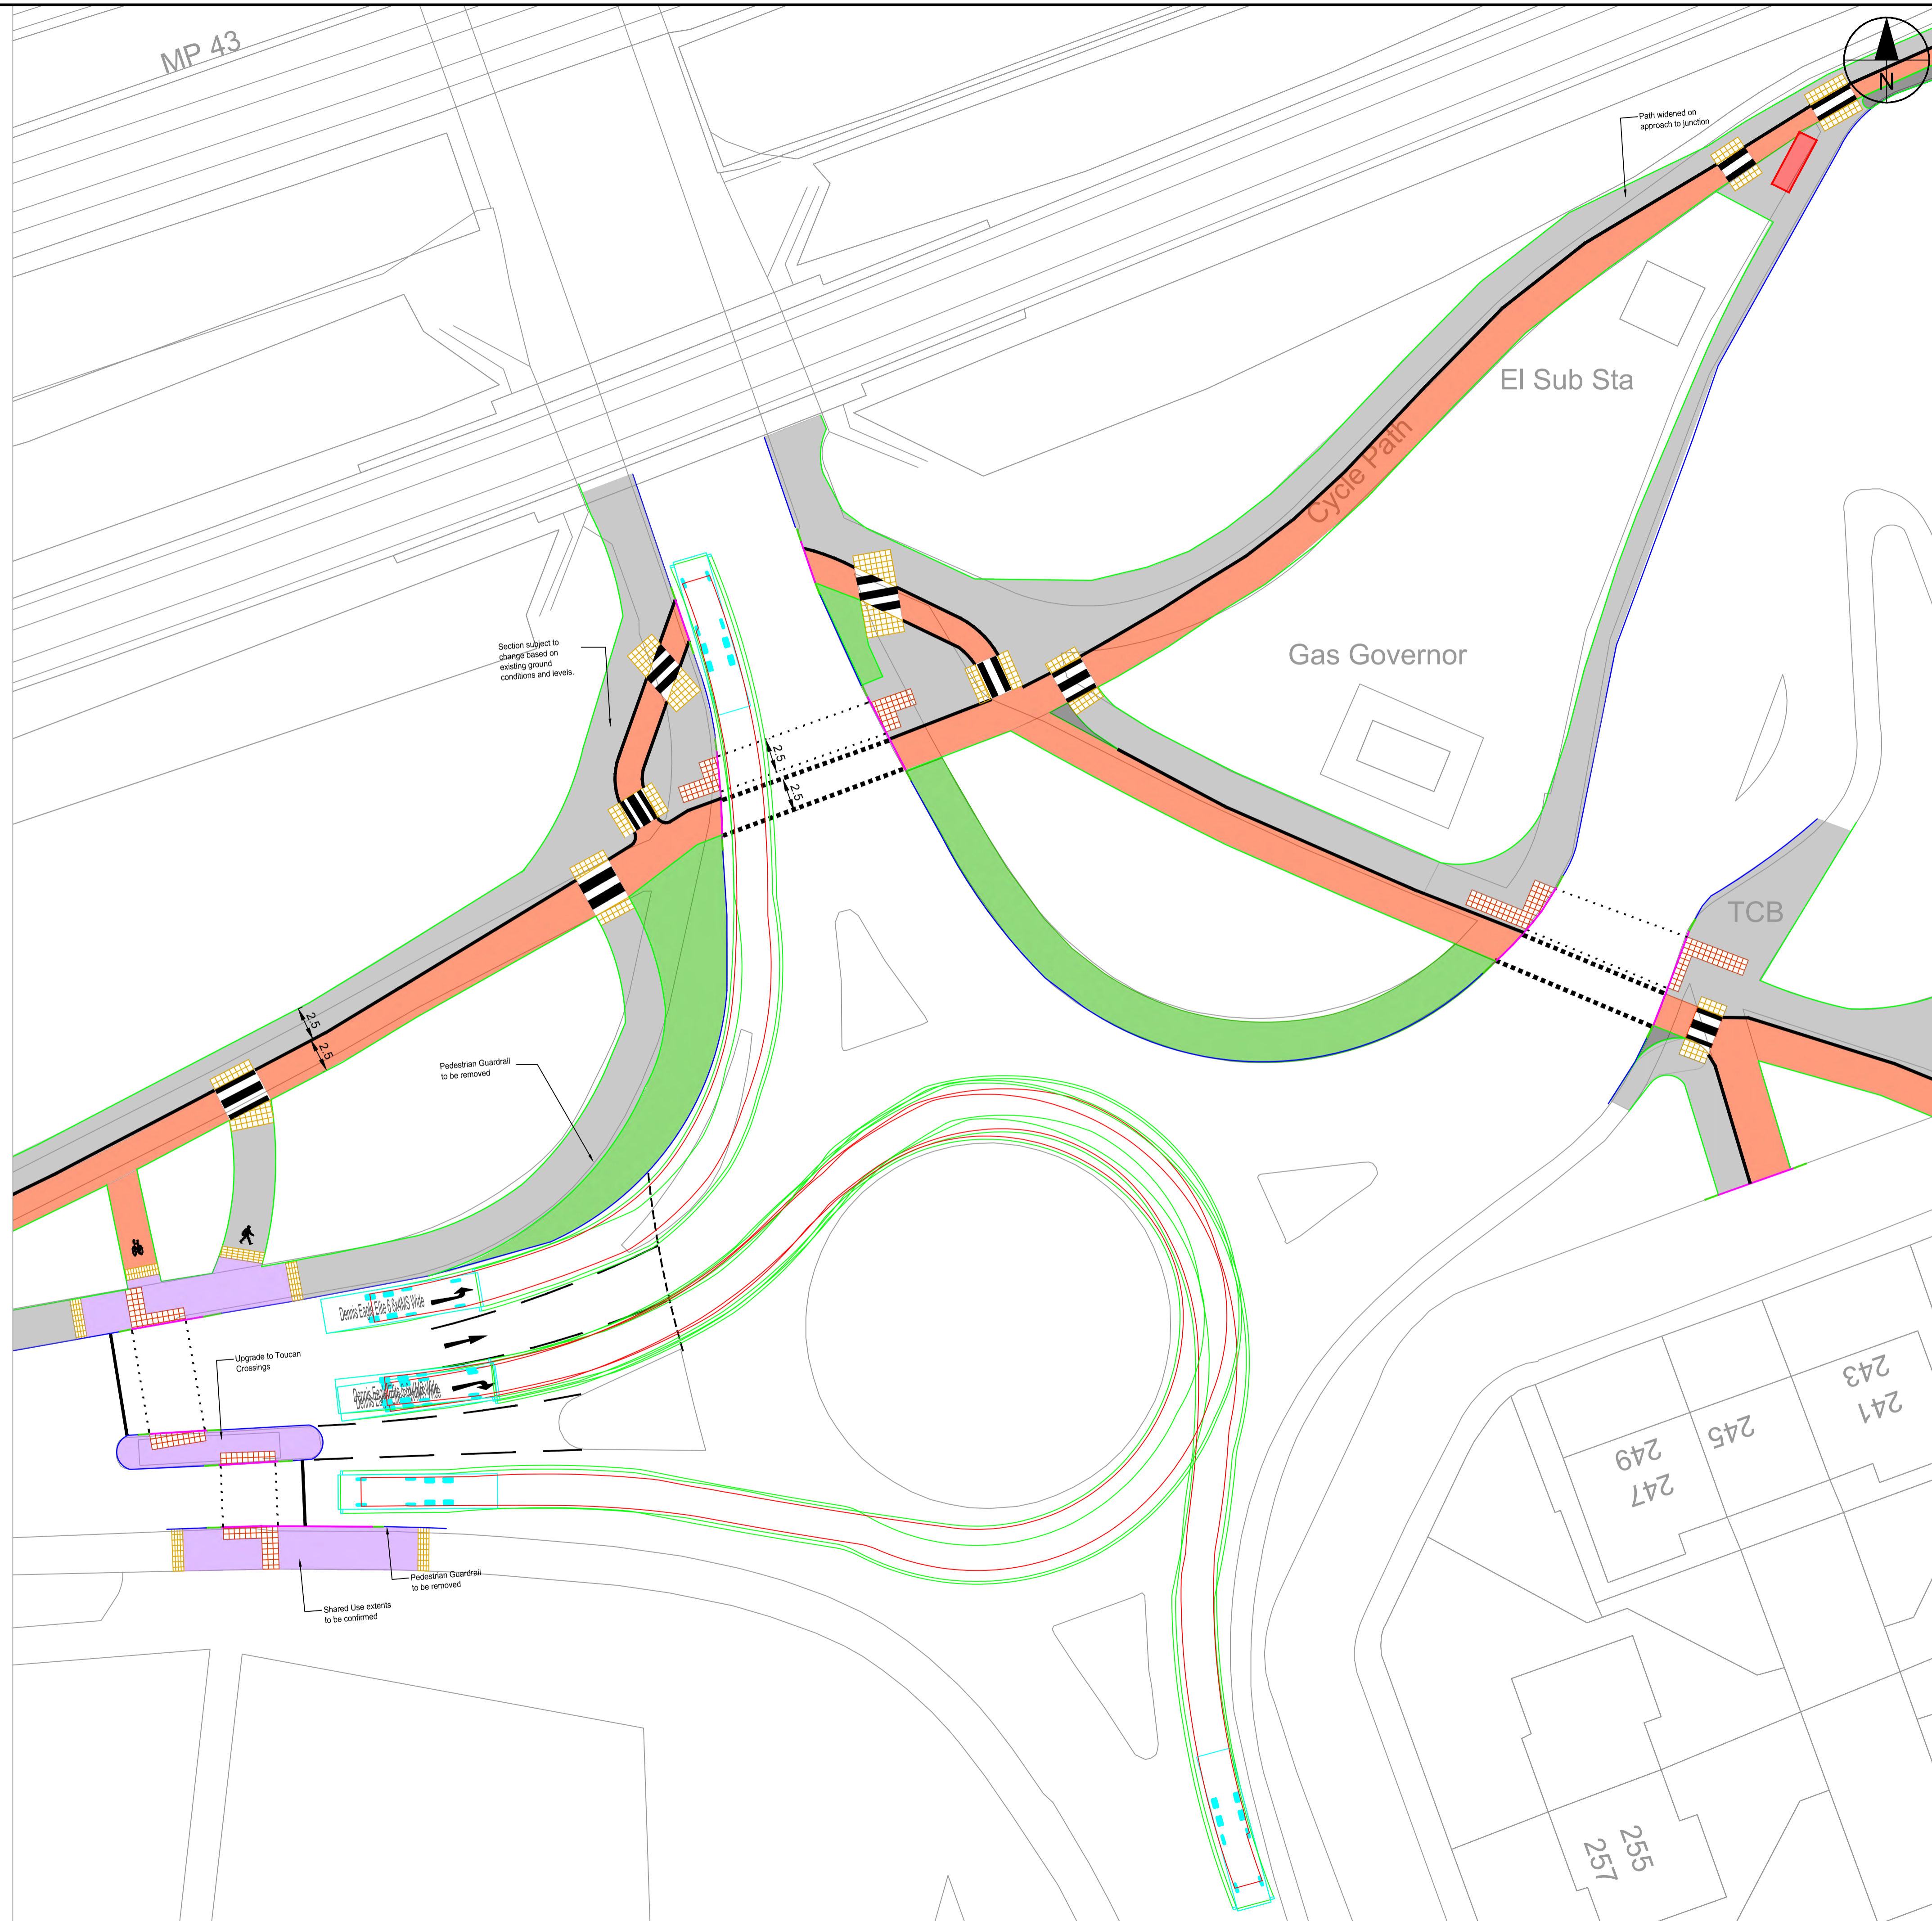 MP 43
N
Path widened on
approach to junction
El Sub Sta
Cycle Path
Section subject to
change based on
existing ground
conditions and levels.
Gas Governor
2.5
2.5
TCB
2.5
2.5
Pedestrian Guardrail
to be removed
Dennis Eagle Elite 6 8x4MS Wide
Upgrade to Toucan
Crossings
243
241
245
249
247
Pedestrian Guardrail
to be removed
Shared Use extents
to be confirmed
255
257